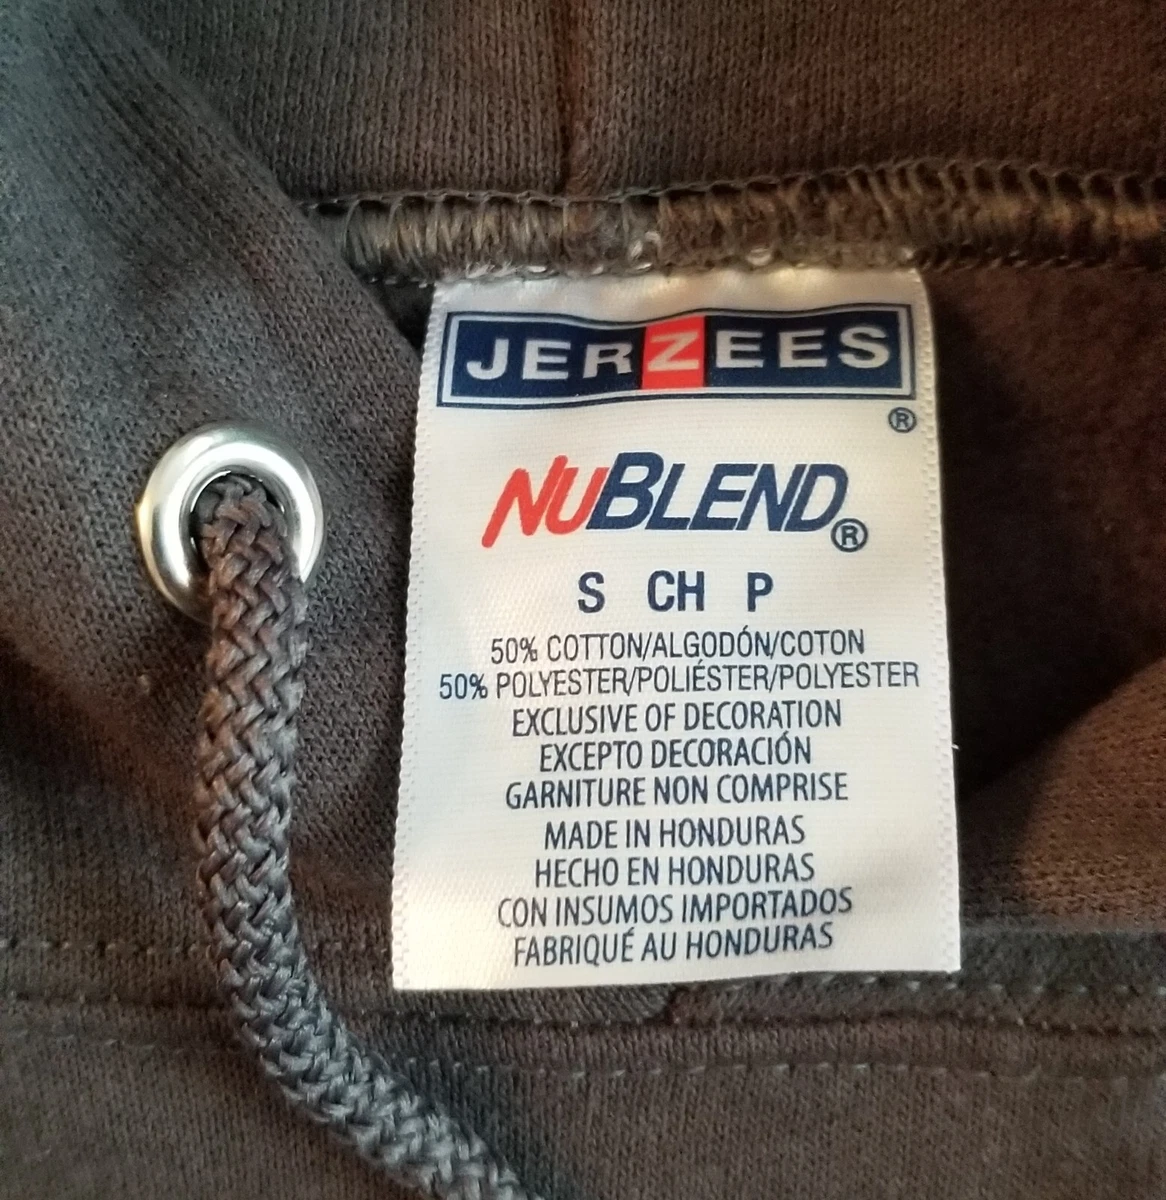 JERZEES
®
NUBLEND®
S CH P
50% COTTON/ALGODÓN/COTON
50% POLYESTER/POLIÉSTER/POLYESTER
EXCLUSIVE OF DECORATION
EXCEPTO DECORACIÓN
GARNITURE NON COMPRISE
MADE IN HONDURAS
HECHO EN HONDURAS
CON INSUMOS IMPORTADOS
FABRIQUÉ AU HONDURAS